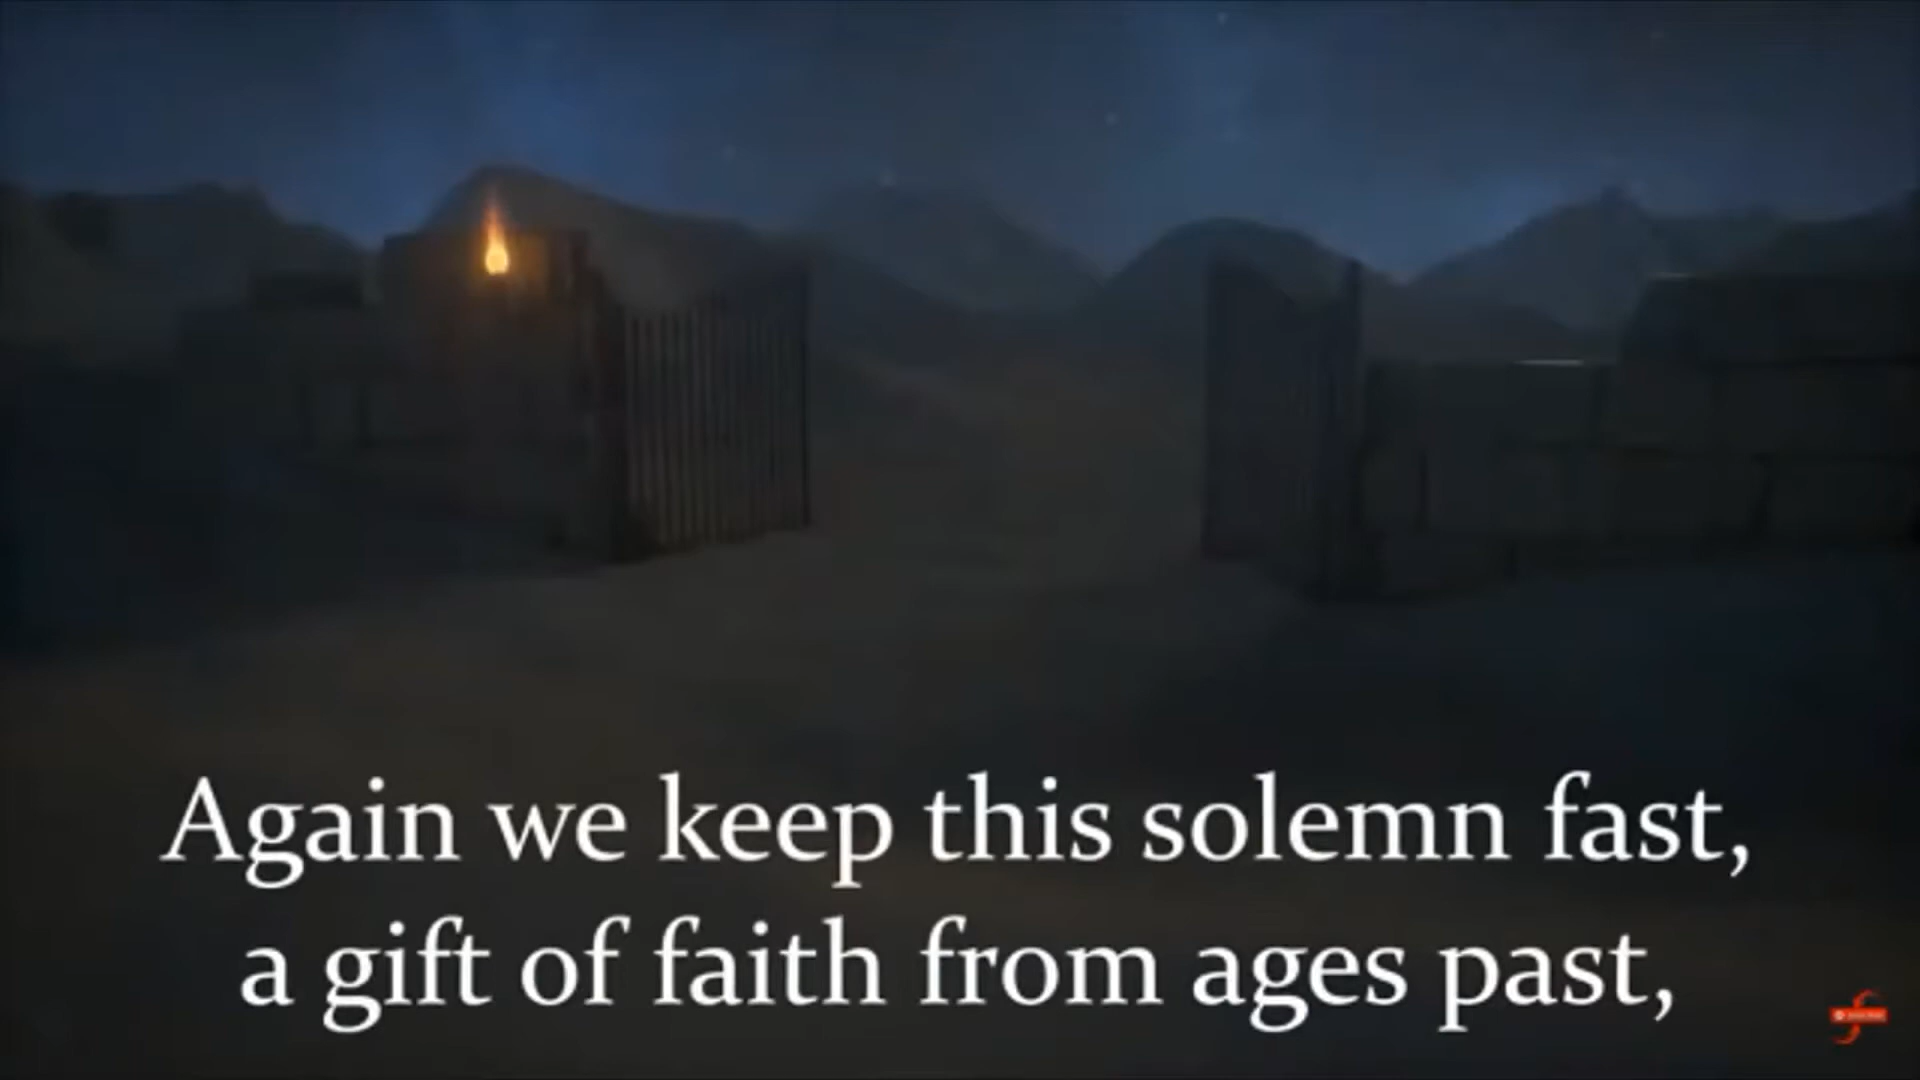 Again we keep this solemn fast,
a gift of faith from ages past,